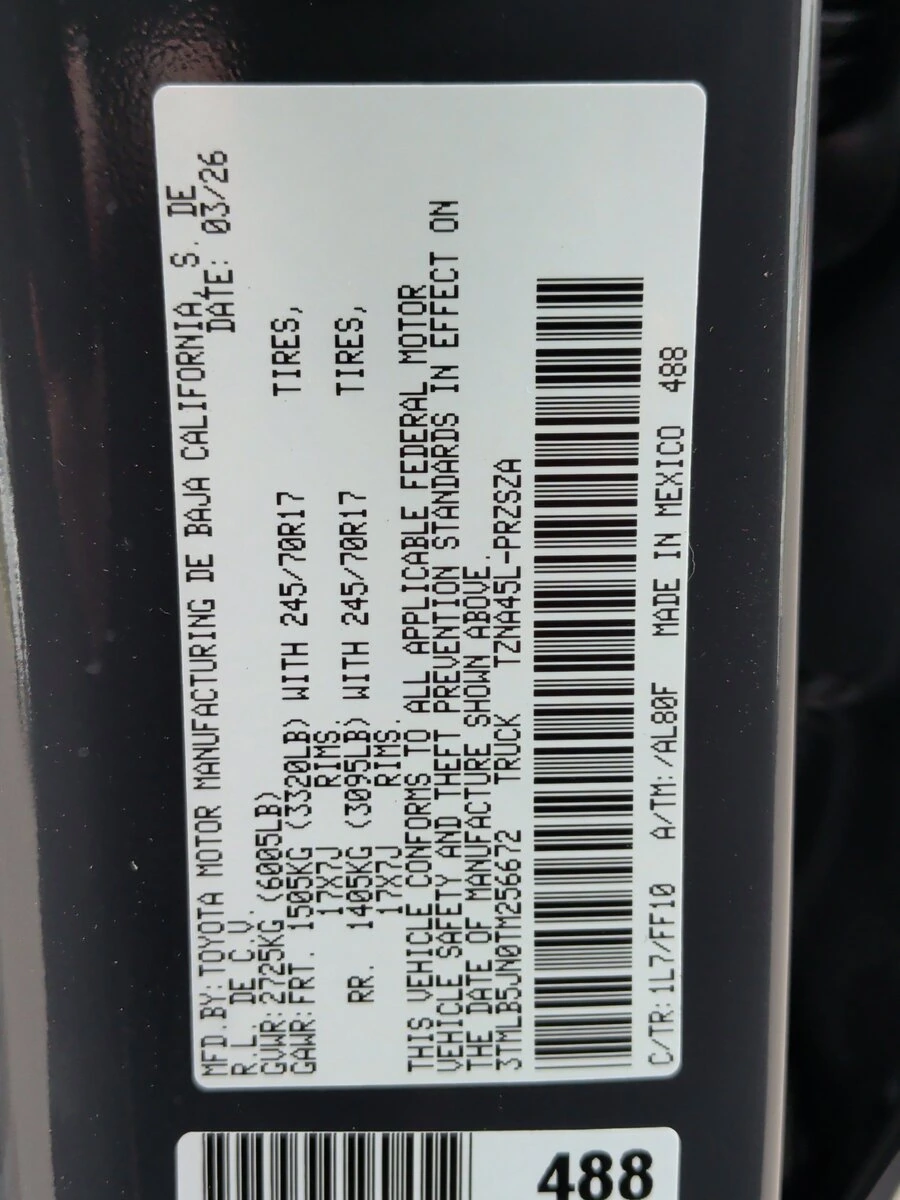 MFD.BY:TOYOTA MOTOR MANUFACTURING DE BAJA CALIFORNIA, S. DE
R.L. DE C.V. DATE: 03/26
GVWR:2725KG (6005LB)
GAWR:FRT. 1505KG (3320LB) WITH 245/70R17 TIRES,
17X7J RIMS
RR. 1405KG (3095LB) WITH 245/70R17 TIRES,
17X7J RIMS.
THIS VEHICLE CONFORMS TO ALL APPLICABLE FEDERAL MOTOR
VEHICLE SAFETY AND THEFT PREVENTION STANDARDS IN EFFECT ON
THE DATE OF MANUFACTURE SHOWN ABOVE.
3TMLB5JN0TM256672 TRUCK TZNA45L-PRZSZA
C/TR:1L7/FF10 A/TM:/AL80F MADE IN MEXICO 488
488